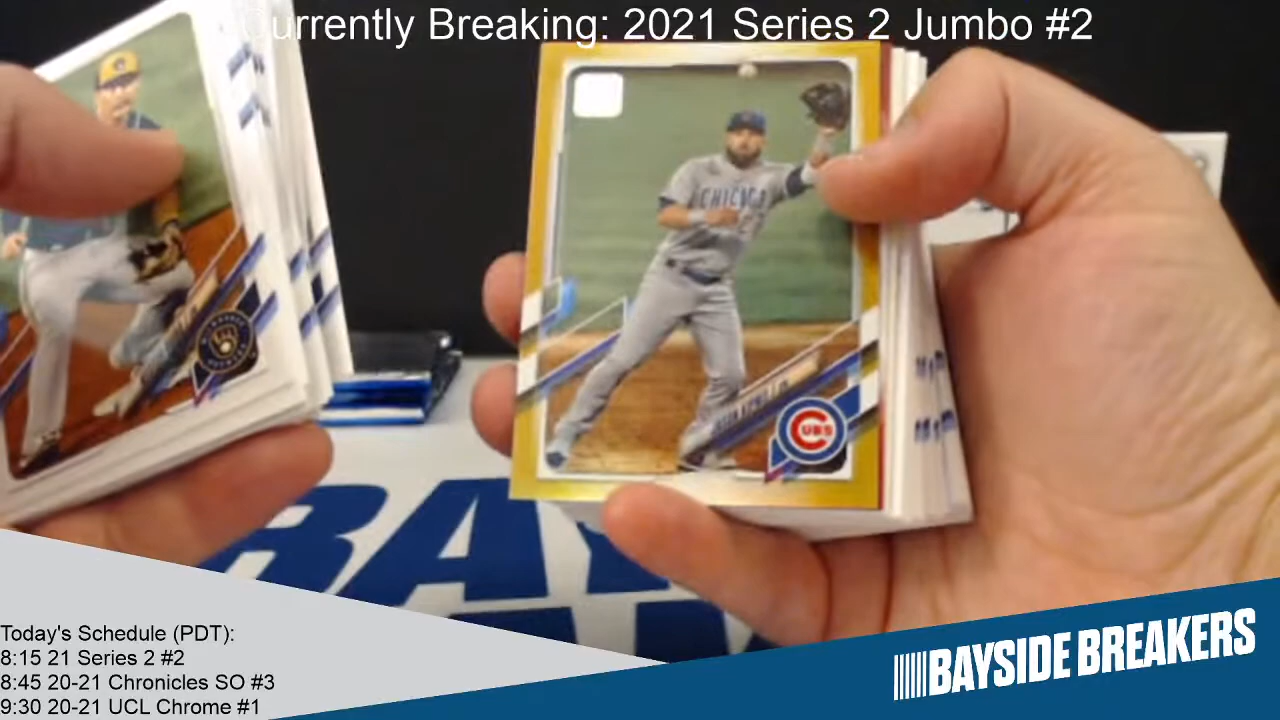 Currently Breaking: 2021 Series 2 Jumbo #2
CHICAGO
CUBS
BAY
Today's Schedule (PDT):
8:15 21 Series 2 #2
8:45 20-21 Chronicles SO #3
9:30 20-21 UCL Chrome #1
BAYSIDE BREAKERS